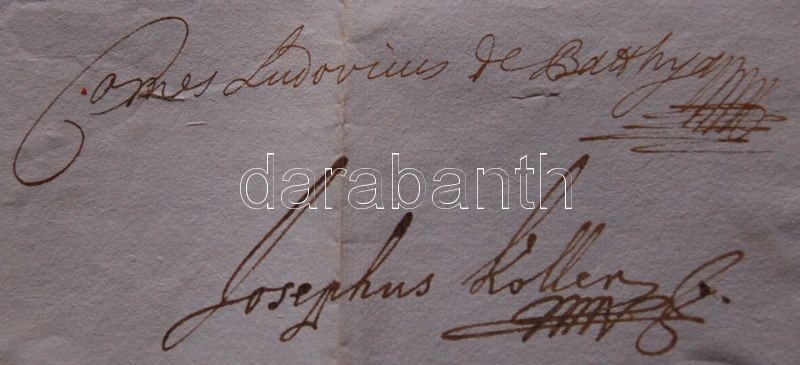 Comes Ludovicus de Batthyan
darabanth
Josephus Koller